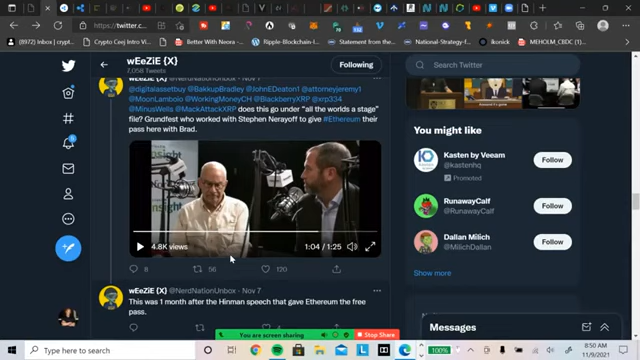 (8972) Inbox | crypt
https://twitter.c...
Crypto Ceej Intro Vi...
Better With Neora -...
Ripple-Blockchain-I...
Statement from the...
National-Strategy-f...
ikonick
MEHOLM_CBDC (1)...
wEeZiE {X}
7,058 Tweets
Following
Search Twitter
wEeZiE {X} @NerdNationUnbox · Nov 7
@digitalassetbuy @BakkupBradley @JohnEDeaton1 @attorneyjeremy1
@MoonLamboio @WorkingMoneyCH @BlackberryXRP @xrp334
@MinusWells @MackAttackXRP does this go under "all the worlds a stage"
file? Grundfest who worked with Stephen Nerayoff to give #Ethereum their
pass here with Brad.
Insight
4.8K views
1:04 / 1:25
8
56
120
wEeZiE {X} @NerdNationUnbox · Nov 7
This was 1 month after the Hinman speech that gave Ethereum the free
pass.
You might like
Kasten by Veeam
@kastenhq
Promoted
Follow
RunawayCalf
@RunawayCalf
Follow
Dallan Milich
@MilichDallan
Follow
Show more
Messages
You are screen sharing
Stop Share
Type here to search
100%
8:50 AM
11/9/2021